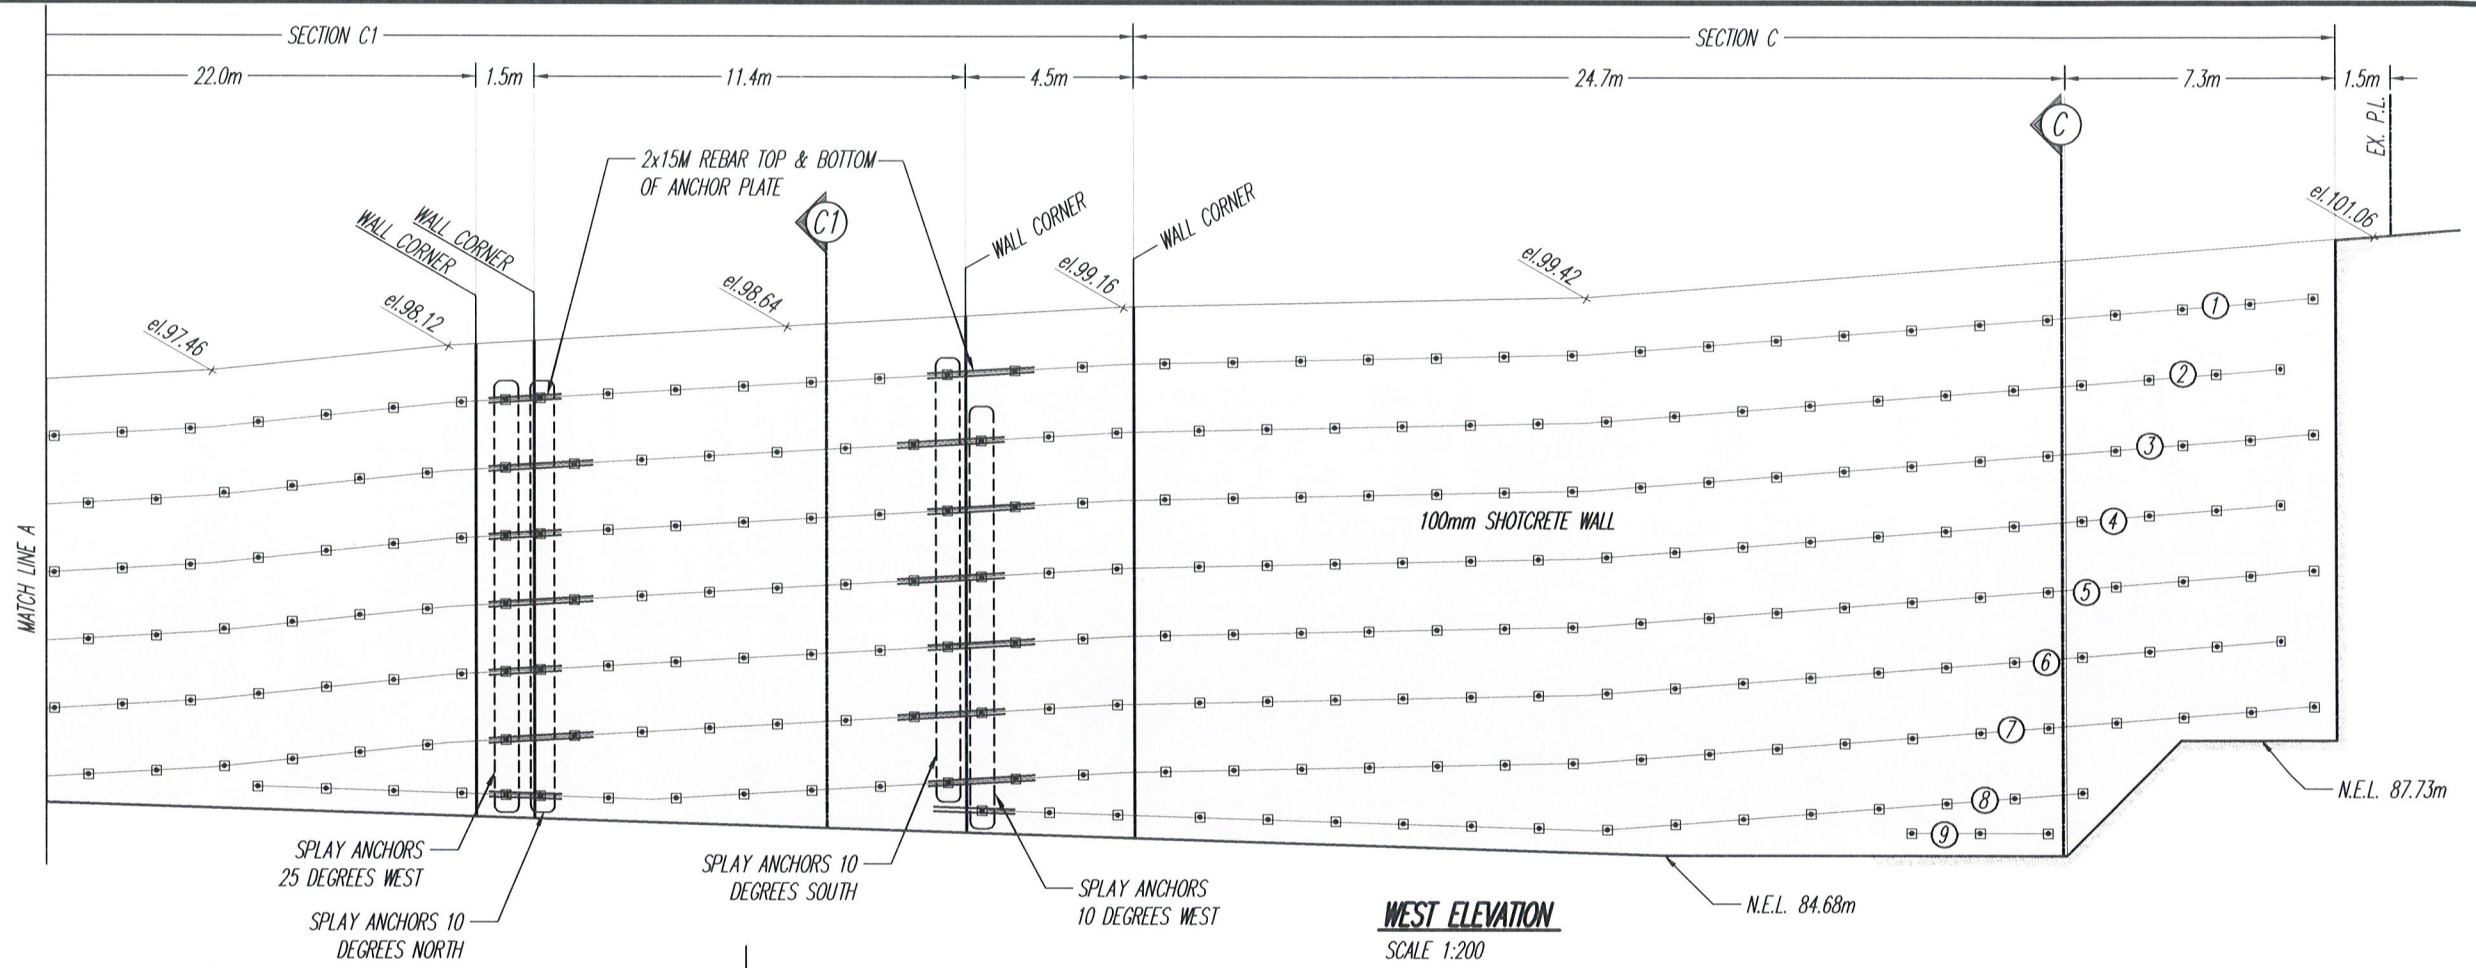 SECTION C1
SECTION C
22.0m
1.5m
11.4m
4.5m
24.7m
7.3m
1.5m
EX. P.L.
C
2x15M REBAR TOP & BOTTOM
OF ANCHOR PLATE
C1
WALL CORNER
WALL CORNER
WALL CORNER
WALL CORNER
el.101.06
el.99.42
el.99.16
el.98.64
el.98.12
el.97.46
1
2
3
100mm SHOTCRETE WALL
4
5
6
7
8
9
MATCH LINE A
N.E.L. 87.73m
SPLAY ANCHORS
25 DEGREES WEST
SPLAY ANCHORS 10
DEGREES NORTH
SPLAY ANCHORS 10
DEGREES SOUTH
SPLAY ANCHORS
10 DEGREES WEST
N.E.L. 84.68m
WEST ELEVATION
SCALE 1:200